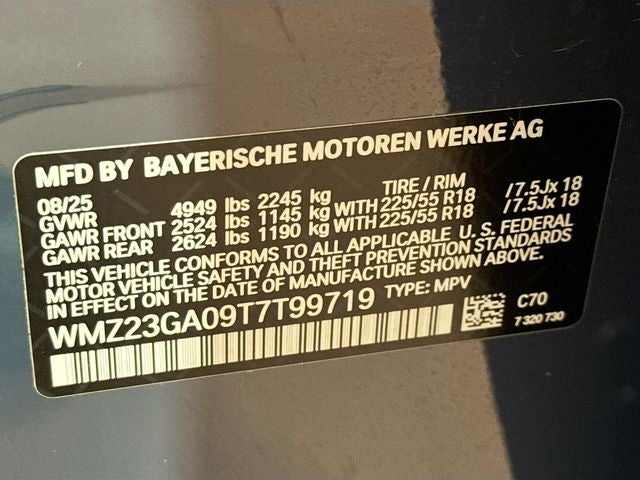 MFD BY BAYERISCHE MOTOREN WERKE AG
08/25 TIRE / RIM
GVWR 4949 lbs 2245 kg
GAWR FRONT 2524 lbs 1145 kg WITH 225/55 R18 /7.5Jx 18
GAWR REAR 2624 lbs 1190 kg WITH 225/55 R18 /7.5Jx 18
THIS VEHICLE CONFORMS TO ALL APPLICABLE U. S. FEDERAL
MOTOR VEHICLE SAFETY AND THEFT PREVENTION STANDARDS
IN EFFECT ON THE DATE OF MANUFACTURE SHOWN ABOVE.
WMZ23GA09T7T99719 TYPE: MPV
C70
7 320 730